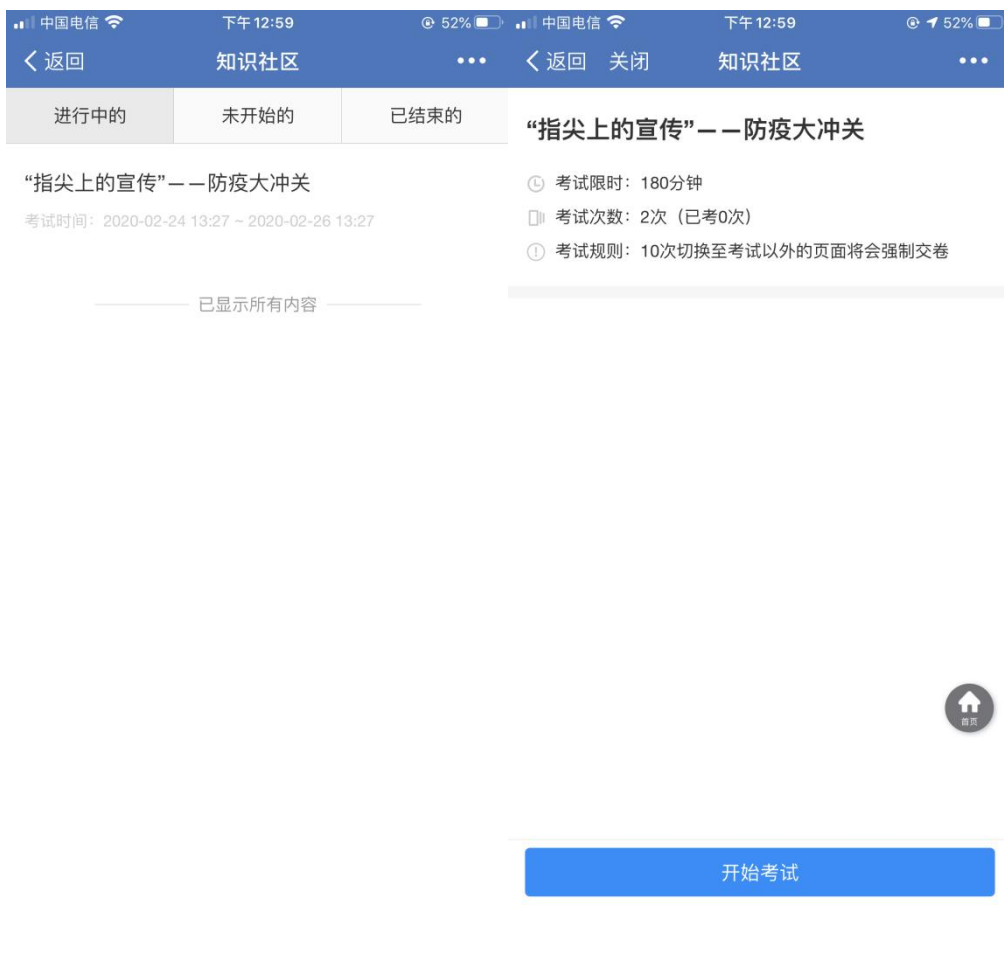 中国电信 下午12:59 52%
返回 知识社区
进行中的 未开始的 已结束的
“指尖上的宣传”——防疫大冲关
考试时间：2020-02-24 13:27 ~ 2020-02-26 13:27
已显示所有内容
中国电信 下午12:59 52%
返回 关闭 知识社区
“指尖上的宣传”——防疫大冲关
考试限时：180分钟
考试次数：2次（已考0次）
考试规则：10次切换至考试以外的页面将会强制交卷
首页
开始考试